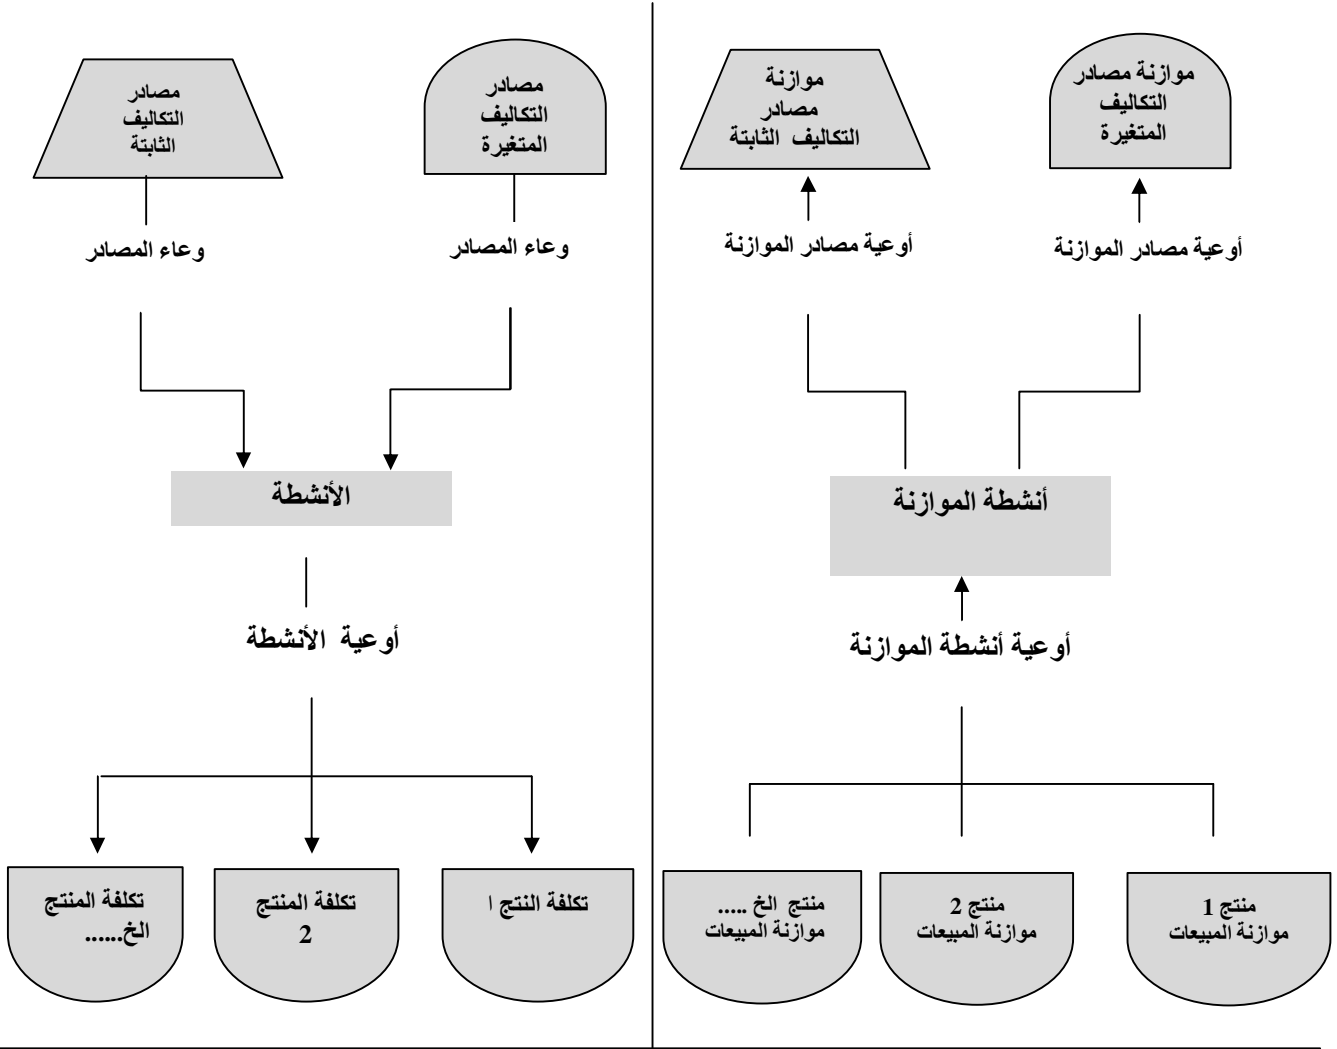 موازنة مصادر
التكاليف
المتغيرة
موازنة
مصادر
التكاليف الثابتة
أوعية مصادر الموازنة
أوعية مصادر الموازنة
أنشطة الموازنة
أوعية أنشطة الموازنة
منتج 1
موازنة المبيعات
منتج 2
موازنة المبيعات
منتج الخ .....
موازنة المبيعات
مصادر
التكاليف
المتغيرة
مصادر
التكاليف
الثابتة
وعاء المصادر
وعاء المصادر
الأنشطة
أوعية الأنشطة
تكلفة النتج ا
تكلفة المنتج
2
تكلفة المنتج
الخ......